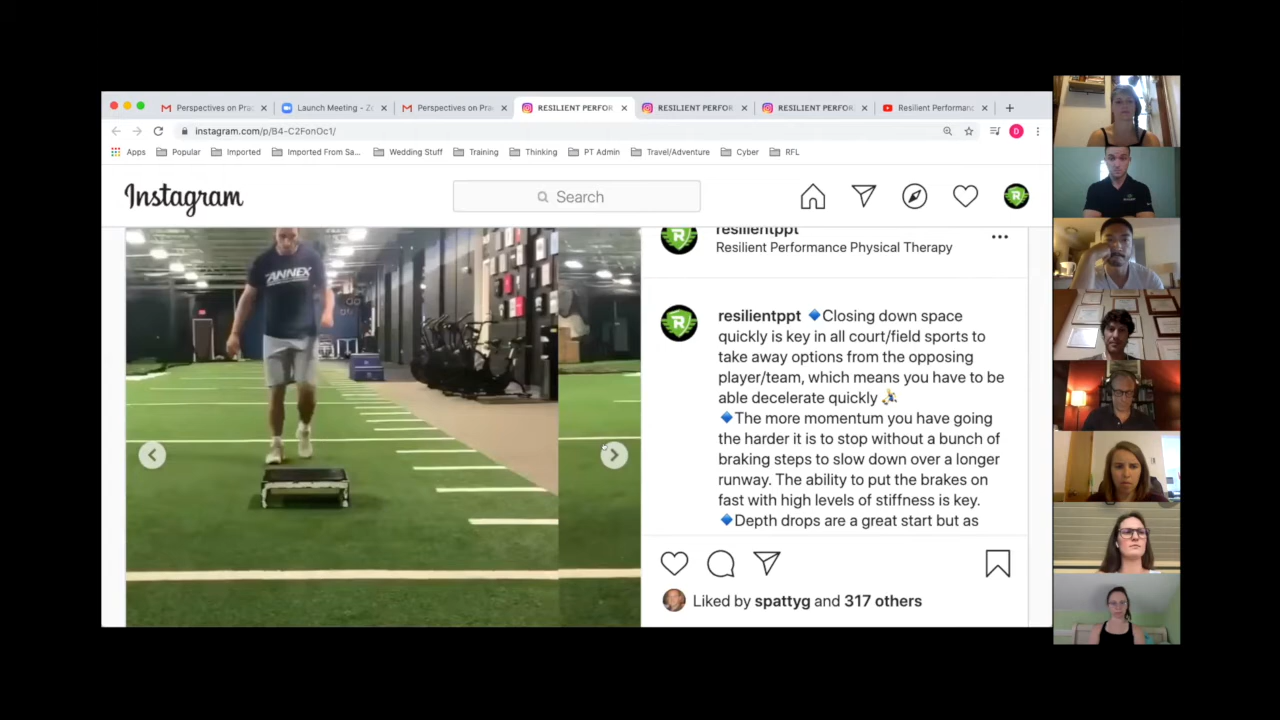 Perspectives on Prac
Launch Meeting - Zo
Perspectives on Prac
RESILIENT PERFOR
RESILIENT PERFOR
RESILIENT PERFOR
Resilient Performanc
instagram.com/p/B4-C2FonOc1/
D
Apps
Popular
Imported
Imported From Sa...
Wedding Stuff
Training
Thinking
PT Admin
Travel/Adventure
Cyber
RFL
Instagram
Search
R
ANNEX
resilientppt
Resilient Performance Physical Therapy
resilientppt 🔷Closing down space
quickly is key in all court/field sports to
take away options from the opposing
player/team, which means you have to be
able decelerate quickly 🤾
🔷The more momentum you have going
the harder it is to stop without a bunch of
braking steps to slow down over a longer
runway. The ability to put the brakes on
fast with high levels of stiffness is key.
🔷Depth drops are a great start but as
Liked by spattyg and 317 others